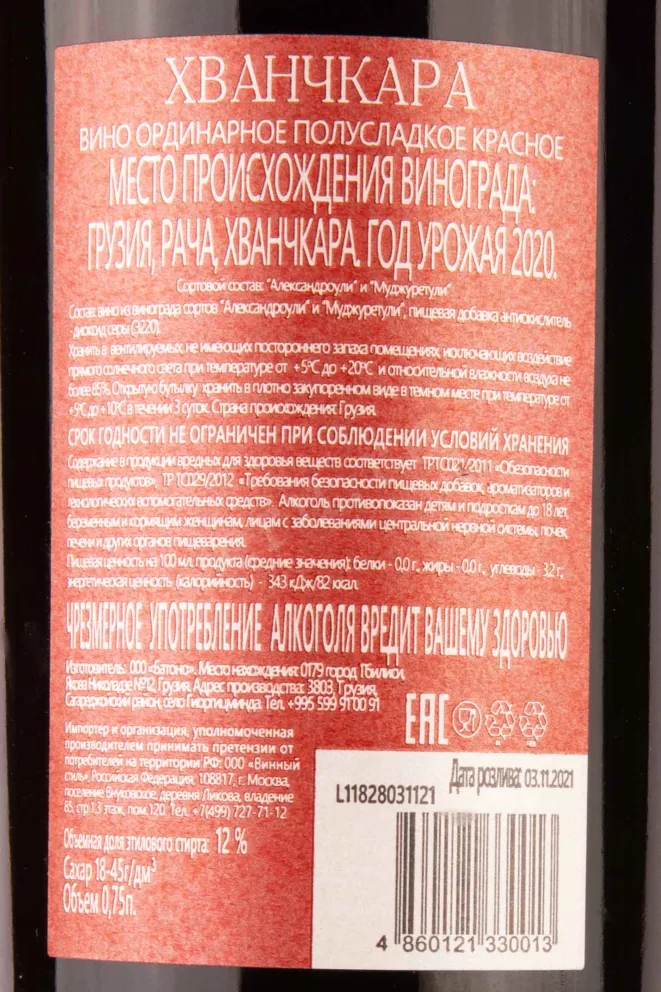 ХВАНЧКАРА
ВИНО ОРДИНАРНОЕ ПОЛУСЛАДКОЕ КРАСНОЕ
МЕСТО ПРОИСХОЖДЕНИЯ ВИНОГРАДА:
ГРУЗИЯ, РАЧА, ХВАНЧКАРА. ГОД УРОЖАЯ 2020.
Сортовой состав: "Александроули" и "Муджуретули"
Состав: вино из винограда сортов "Александроули" и "Муджуретули", пищевая добавка антиокислитель
- диоксид серы (Э220).
Хранить в вентилируемых, не имеющих постороннего запаха помещениях, исключающих воздействие
прямого солнечного света при температуре от +5°С до +20°С и относительной влажности воздуха не
более 85%. Открытую бутылку хранить в плотно закупоренном виде в темном месте при температуре от
+5°С до +10°С в течении 3 суток. Страна происхождения: Грузия.
СРОК ГОДНОСТИ НЕ ОГРАНИЧЕН ПРИ СОБЛЮДЕНИИ УСЛОВИЙ ХРАНЕНИЯ
Содержание в продукции вредных для здоровья веществ соответствует ТРТС021/2011 «Обезопасности
пищевых продуктов», ТР ТС029/2012 «Требования безопасности пищевых добавок, ароматизаторов и
технологических вспомогательных средств». Алкоголь противопоказан детям и подросткам до 18 лет,
беременным и кормящим женщинам, лицам с заболеваниями центральной нервной системы, почек,
печени и других органов пищеварения.
Пищевая ценность на 100 мл. продукта (средние значения): белки - 0,0 г., жиры - 0,0 г., углеводы - 3,2 г.;
энергетическая ценность (калорийность) - 343 кДж/82 ккал.
ЧРЕЗМЕРНОЕ УПОТРЕБЛЕНИЕ АЛКОГОЛЯ ВРЕДИТ ВАШЕМУ ЗДОРОВЬЮ
Изготовитель: ООО «Батоно». Место нахождения: 0179 город Тбилиси,
Якова Николадзе №12, Грузия. Адрес производства: 3803, Грузия,
Сагареджойский район, село Гиоргицминда. Тел. +995 599 91 00 91
EAC
Импортер и организация, уполномоченная
производителем принимать претензии от
потребителей на территории РФ: ООО «Винный
стиль», Российская Федерация, 108817, г. Москва,
поселение Внуковское, деревня Ликова, владение
85, стр 1.3 этаж, пом. 120. Тел. +7(499) 727-71-12
Объемная доля этилового спирта: 12 %
Сахар 18-45г/дм³
Объем 0,75л.
Дата розлива: 03.11.2021
L11828031121
4 860121 330013